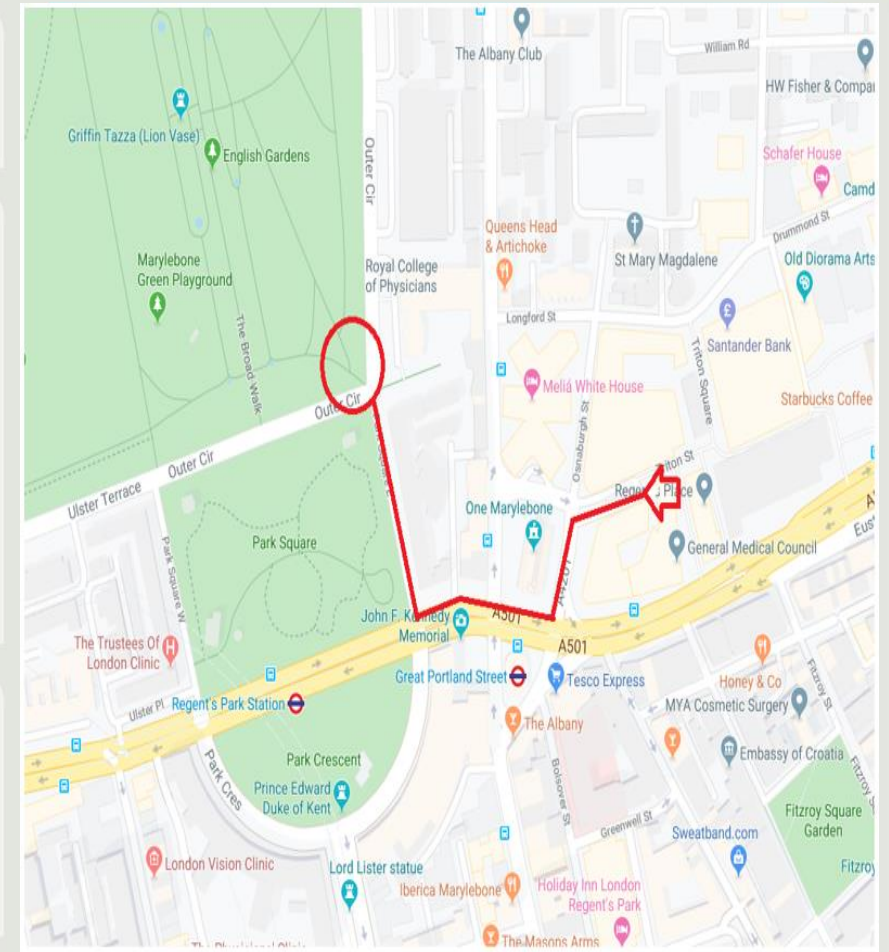 The Albany Club
William Rd
HW Fisher &
Griffin Tazza (Lion Vase)
English Gardens
Outer Cir
Schafer House
Drummond St
Queens Head
& Artichoke
St Mary Magdalene
Old Diorama Arts
Marylebone
Green Playground
Royal College
of Physicians
Longford St
Santander Bank
The Broad Walk
Triton Square
Meliá White House
Starbucks Coffee
Outer Cir
Osnaburgh St
Outer Cir
Ulster Terrace
One Marylebone
Park Square
General Medical Council
Park Square W
A4201
John F. Kennedy
Memorial
A501
A501
The Trustees Of
London Clinic
Great Portland Street
Tesco Express
Honey & Co
Fitzroy St
Ulster Pl
Regent's Park Station
MYA Cosmetic Surgery
The Albany
Park Crescent
Embassy of Croatia
Park Cres
Prince Edward
Duke of Kent
Bolsover St
Fitzroy Square
Garden
Greenwell St
Sweatband.com
London Vision Clinic
Lord Lister statue
Iberica Marylebone
Holiday Inn London
Regent's Park
The Masons Arms